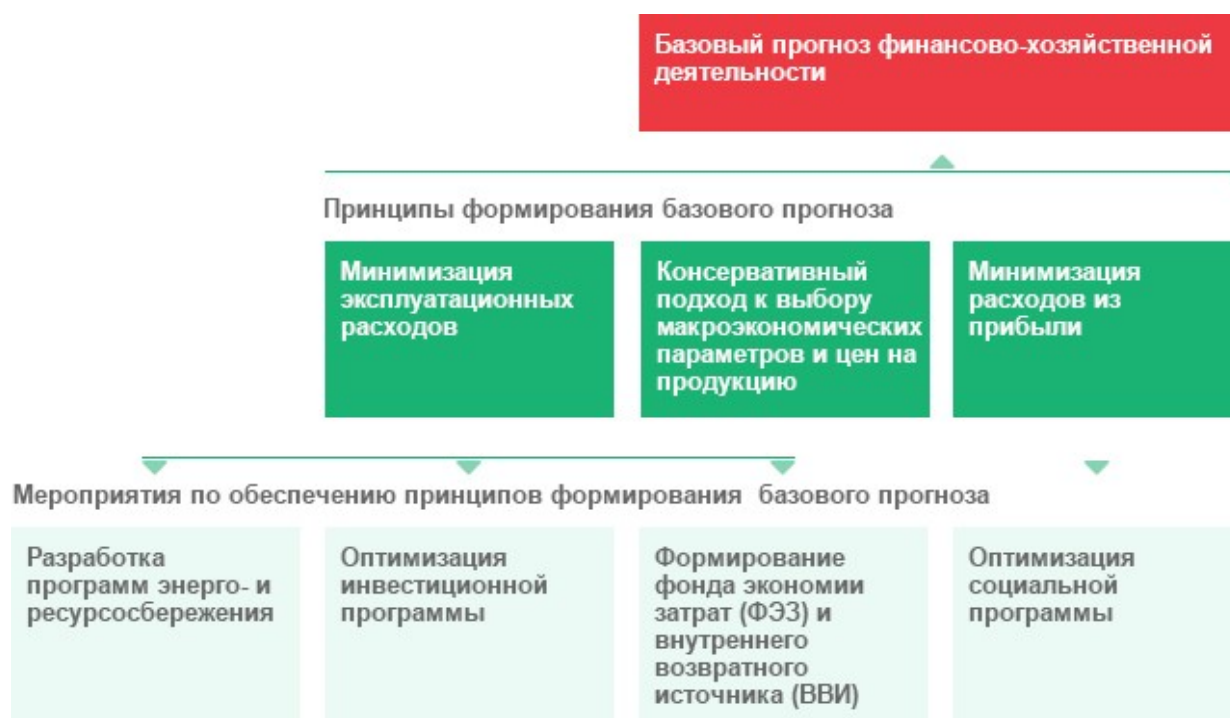 Базовый прогноз финансово-хозяйственной
деятельности
Принципы формирования базового прогноза
Минимизация
эксплуатационных
расходов
Консервативный
подход к выбору
макроэкономических
параметров и цен на
продукцию
Минимизация
расходов из
прибыли
Мероприятия по обеспечению принципов формирования базового прогноза
Разработка
программ энерго- и
ресурсосбережения
Оптимизация
инвестиционной
программы
Формирование
фонда экономии
затрат (ФЭЗ) и
внутреннего
возвратного
источника (ВВИ)
Оптимизация
социальной
программы